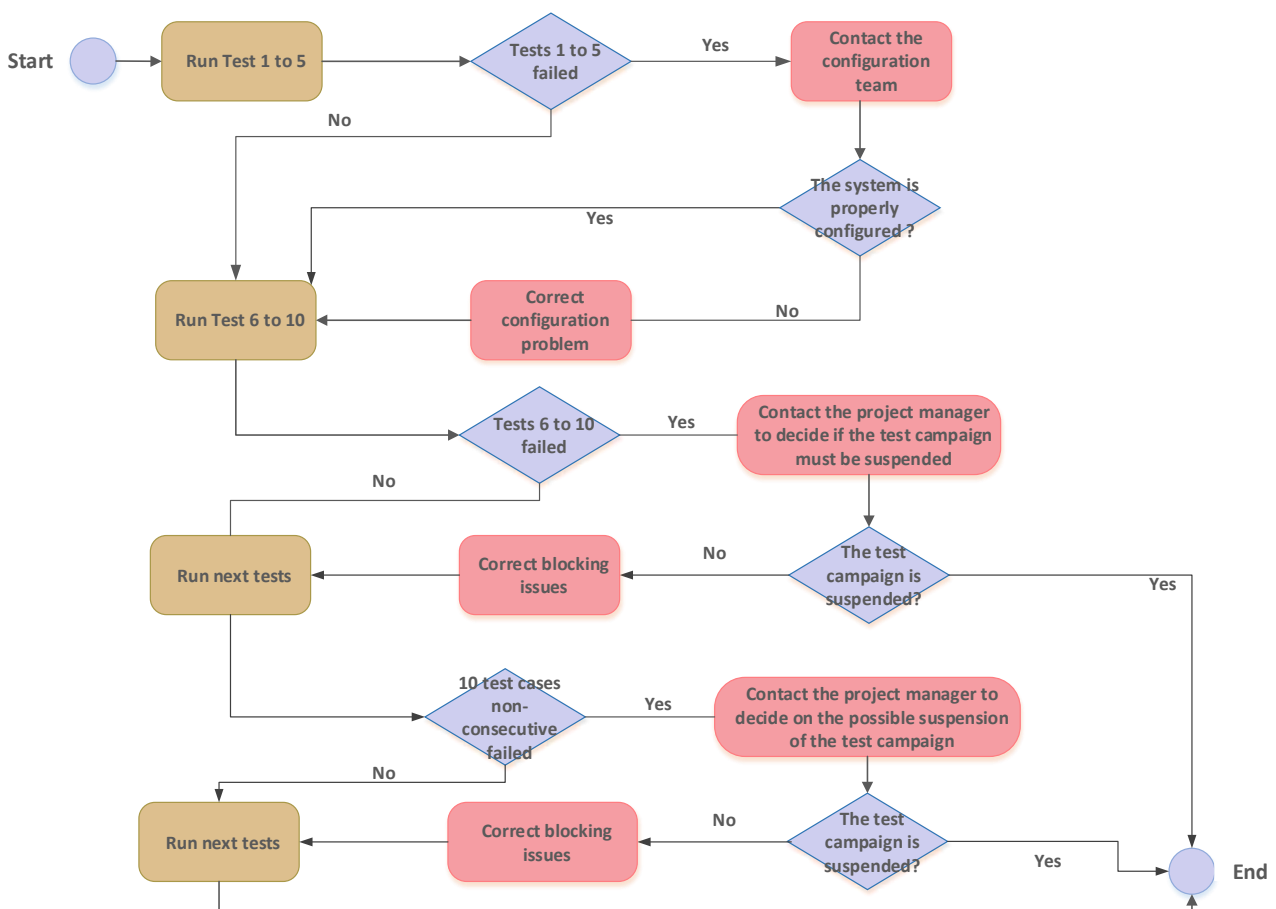 Start
Run Test 1 to 5
Tests 1 to 5
failed
Yes
Contact the
configuration
team
No
The system is
properly
configured ?
Yes
Run Test 6 to 10
Correct
configuration
problem
No
Tests 6 to 10
failed
Yes
Contact the project manager
to decide if the test campaign
must be suspended
No
Run next tests
Correct blocking
issues
No
The test
campaign is
suspended?
Yes
10 test cases
non-
consecutive
failed
Yes
Contact the project manager to
decide on the possible suspension
of the test campaign
No
Run next tests
Correct blocking
issues
No
The test
campaign is
suspended?
Yes
End